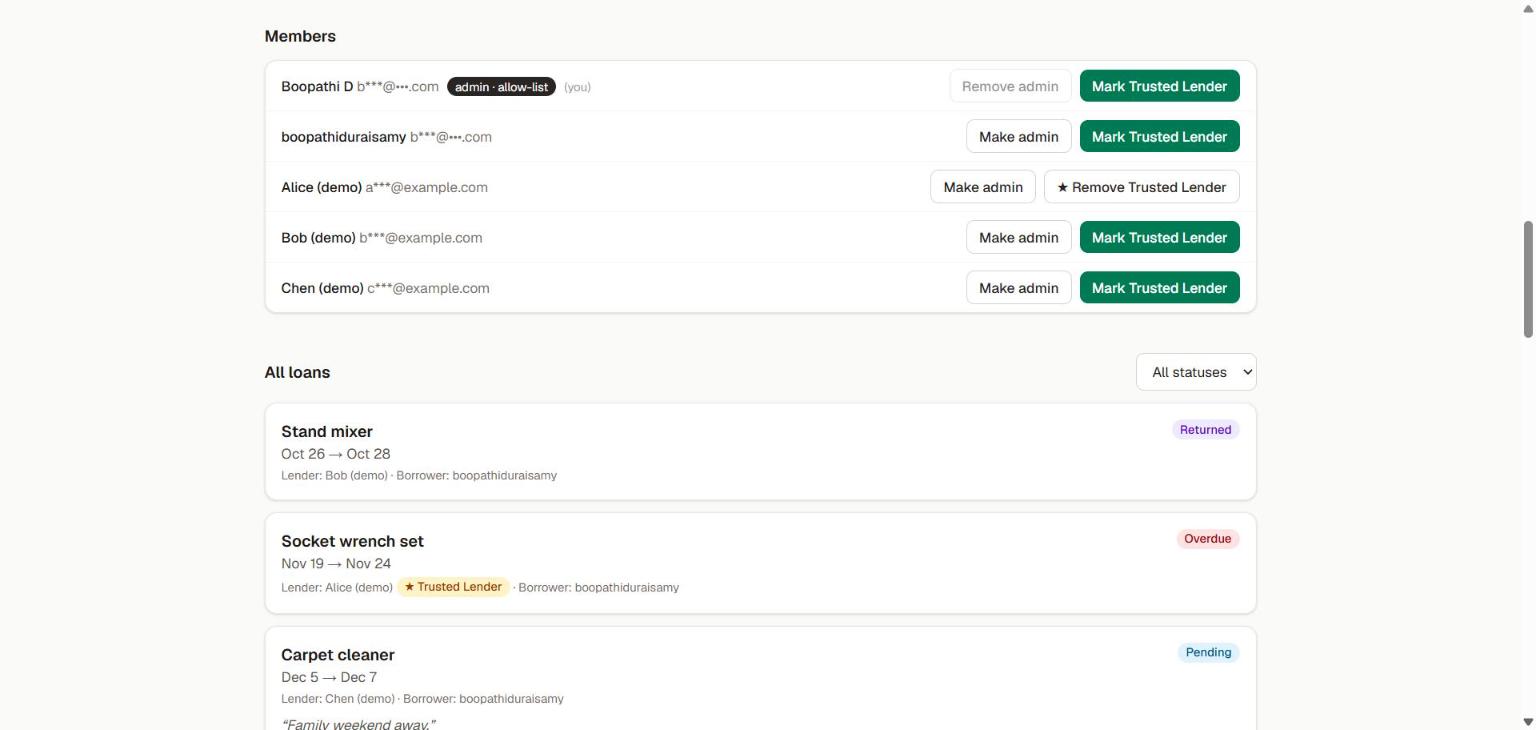 Members
Boopathi D b***@•••.com admin · allow-list (you) Remove admin Mark Trusted Lender
boopathiduraisamy b***@•••.com Make admin Mark Trusted Lender
Alice (demo) a***@example.com Make admin ★ Remove Trusted Lender
Bob (demo) b***@example.com Make admin Mark Trusted Lender
Chen (demo) c***@example.com Make admin Mark Trusted Lender
All loans All statuses
Stand mixer Returned
Oct 26 → Oct 28
Lender: Bob (demo) · Borrower: boopathiduraisamy
Socket wrench set Overdue
Nov 19 → Nov 24
Lender: Alice (demo) ★ Trusted Lender · Borrower: boopathiduraisamy
Carpet cleaner Pending
Dec 5 → Dec 7
Lender: Chen (demo) · Borrower: boopathiduraisamy
“Family weekend away.”